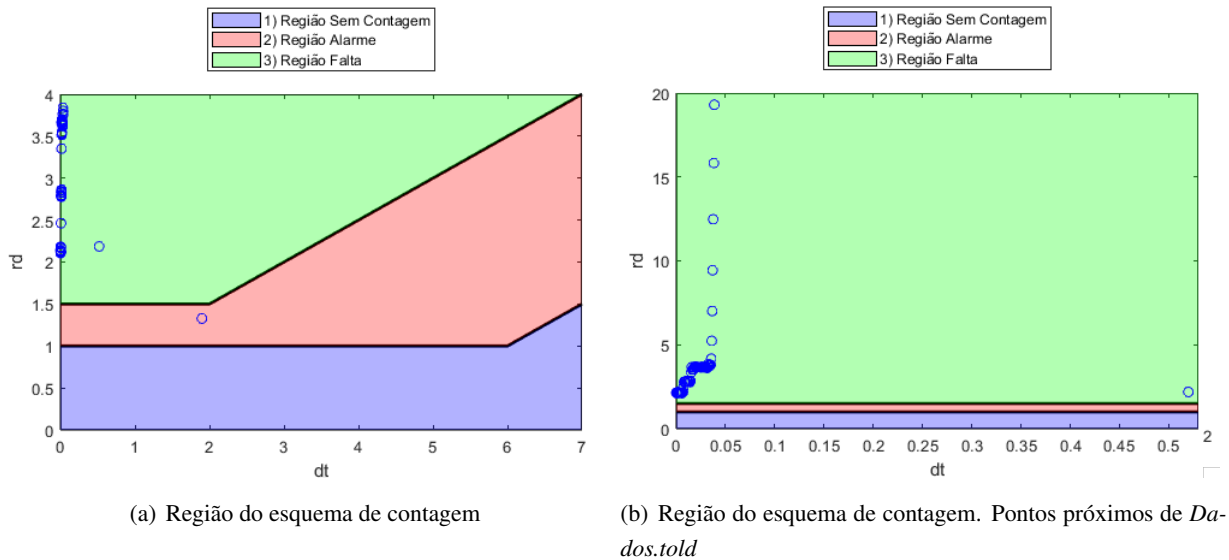 1) Região Sem Contagem
2) Região Alarme
3) Região Falta
4
3.5
3
2.5
2
1.5
1
0.5
0
rd
0
1
2
3
4
5
6
7
dt
(a) Região do esquema de contagem
1) Região Sem Contagem
2) Região Alarme
3) Região Falta
20
15
10
5
0
rd
0
0.05
0.1
0.15
0.2
0.25
0.3
0.35
0.4
0.45
0.5
2
dt
(b) Região do esquema de contagem. Pontos próximos de Da-
dos.told